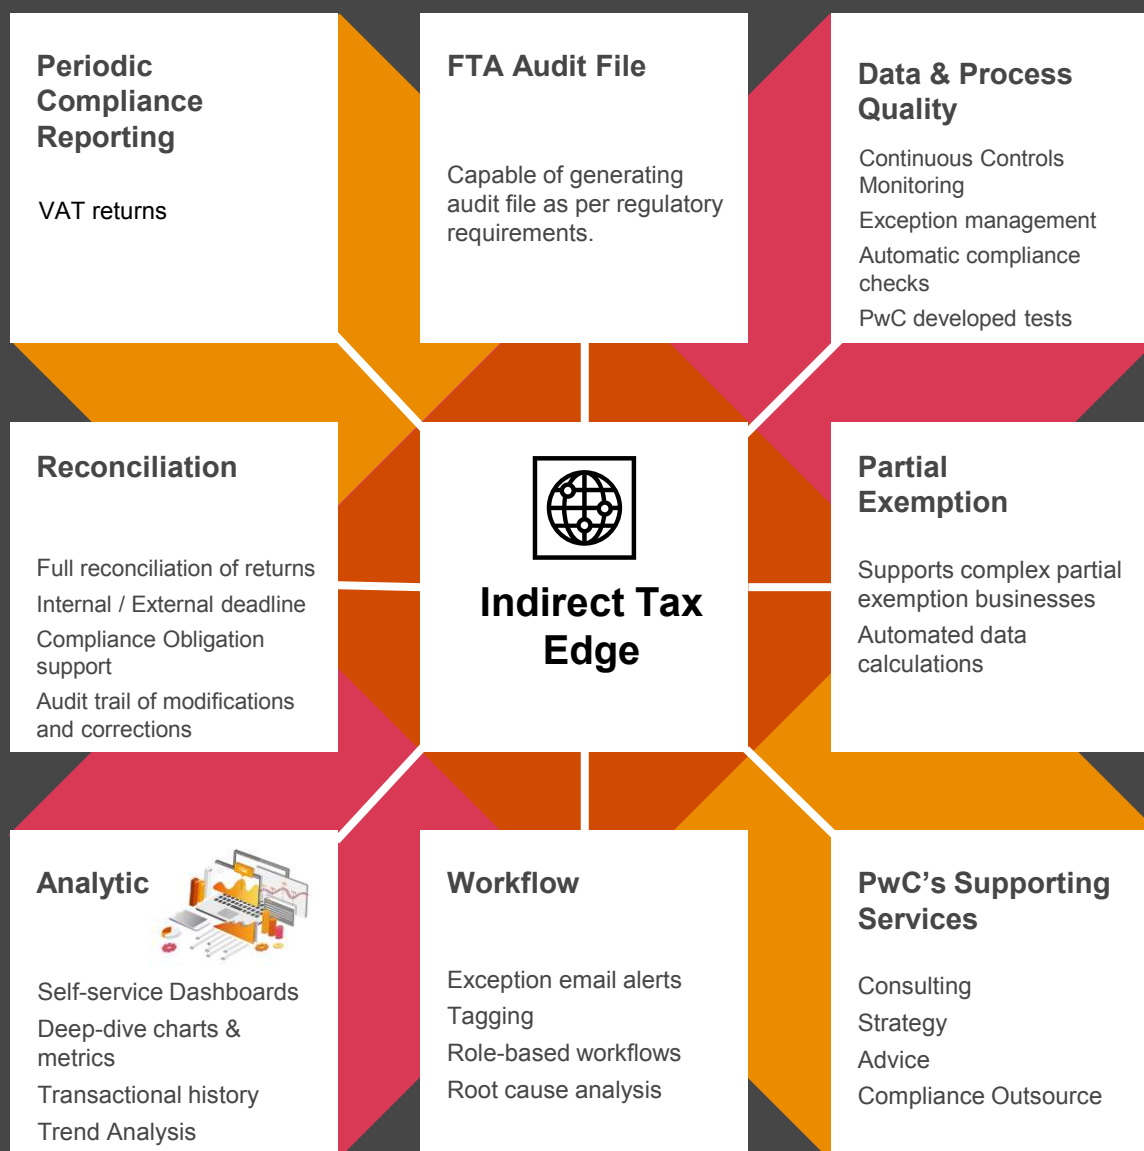 Periodic
Compliance
Reporting
VAT returns
FTA Audit File
Capable of generating
audit file as per regulatory
requirements.
Data & Process
Quality
Continuous Controls
Monitoring
Exception management
Automatic compliance
checks
PwC developed tests
Reconciliation
Full reconciliation of returns
Internal / External deadline
Compliance Obligation
support
Audit trail of modifications
and corrections
Indirect Tax
Edge
Partial
Exemption
Supports complex partial
exemption businesses
Automated data
calculations
Analytic
Self-service Dashboards
Deep-dive charts &
metrics
Transactional history
Trend Analysis
Workflow
Exception email alerts
Tagging
Role-based workflows
Root cause analysis
PwC’s Supporting
Services
Consulting
Strategy
Advice
Compliance Outsource